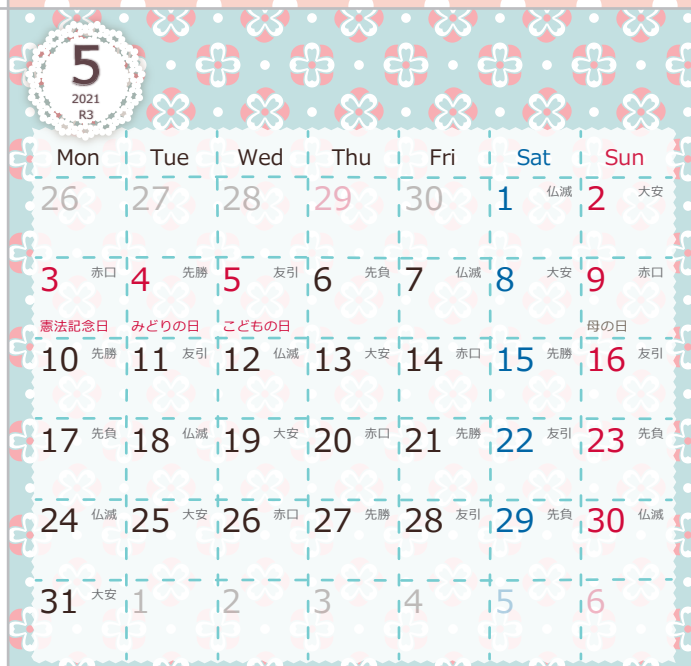 5
2021
R3
Mon Tue Wed Thu Fri Sat Sun
26 27 28 29 30 1 仏滅 2 大安
3 赤口 4 先勝 5 友引 6 先負 7 仏滅 8 大安 9 赤口
憲法記念日 みどりの日 こどもの日 母の日
10 先勝 11 友引 12 仏滅 13 大安 14 赤口 15 先勝 16 友引
17 先負 18 仏滅 19 大安 20 赤口 21 先勝 22 友引 23 先負
24 仏滅 25 大安 26 赤口 27 先勝 28 友引 29 先負 30 仏滅
31 大安 1 2 3 4 5 6